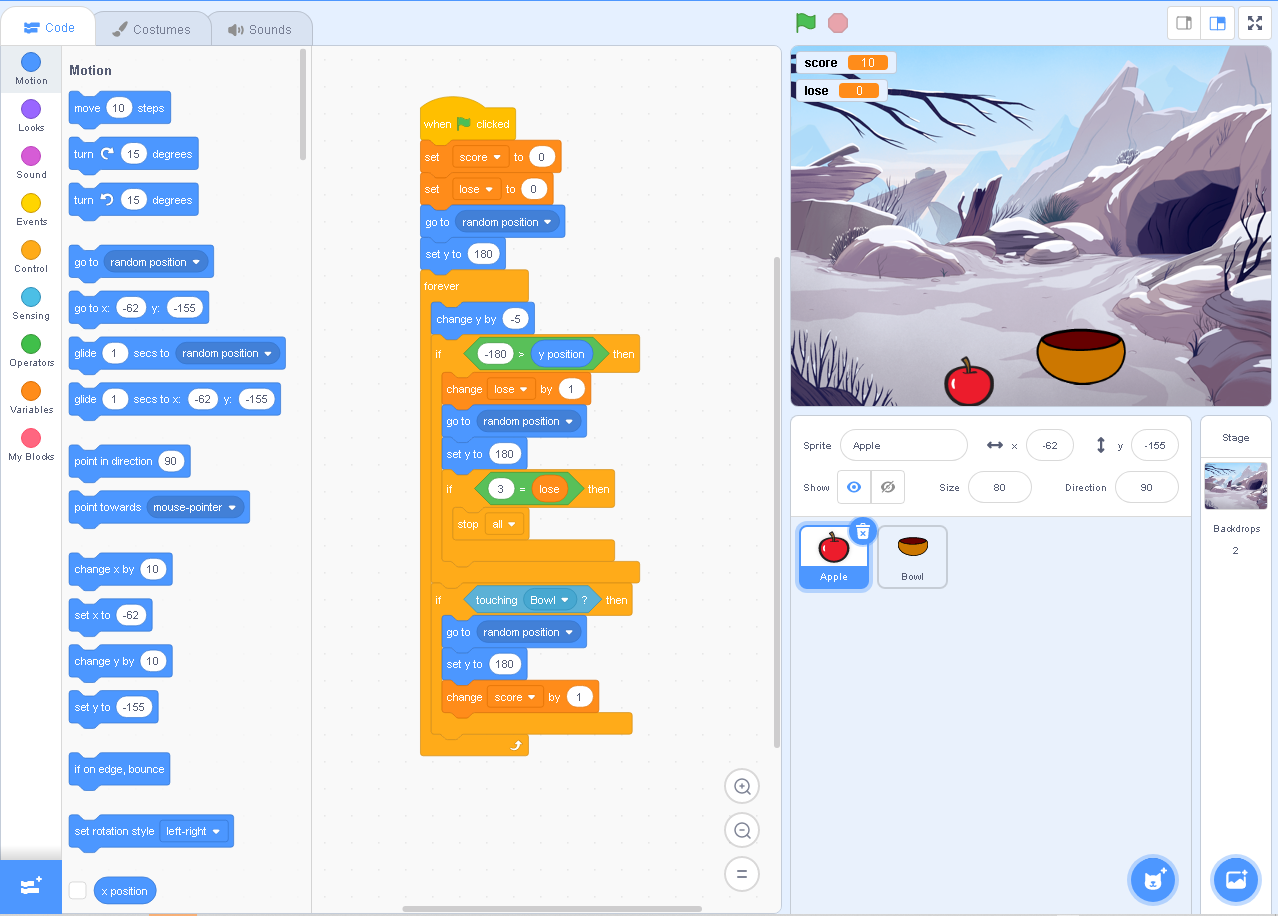 Code
Costumes
Sounds
Motion
Looks
Sound
Events
Control
Sensing
Operators
Variables
My Blocks
Motion
move 10 steps
turn 15 degrees
turn 15 degrees
go to random position
go to x: -62 y: -155
glide 1 secs to random position
glide 1 secs to x: -62 y: -155
point in direction 90
point towards mouse-pointer
change x by 10
set x to -62
change y by 10
set y to -155
if on edge, bounce
set rotation style left-right
x position
when clicked
set score to 0
set lose to 0
go to random position
set y to 180
forever
change y by -5
if -180 > y position then
change lose by 1
go to random position
set y to 180
if 3 = lose then
stop all
if touching Bowl ? then
go to random position
set y to 180
change score by 1
score 10
lose 0
Sprite Apple x -62 y -155
Show Size 80 Direction 90
Apple
Bowl
Stage
Backdrops
2